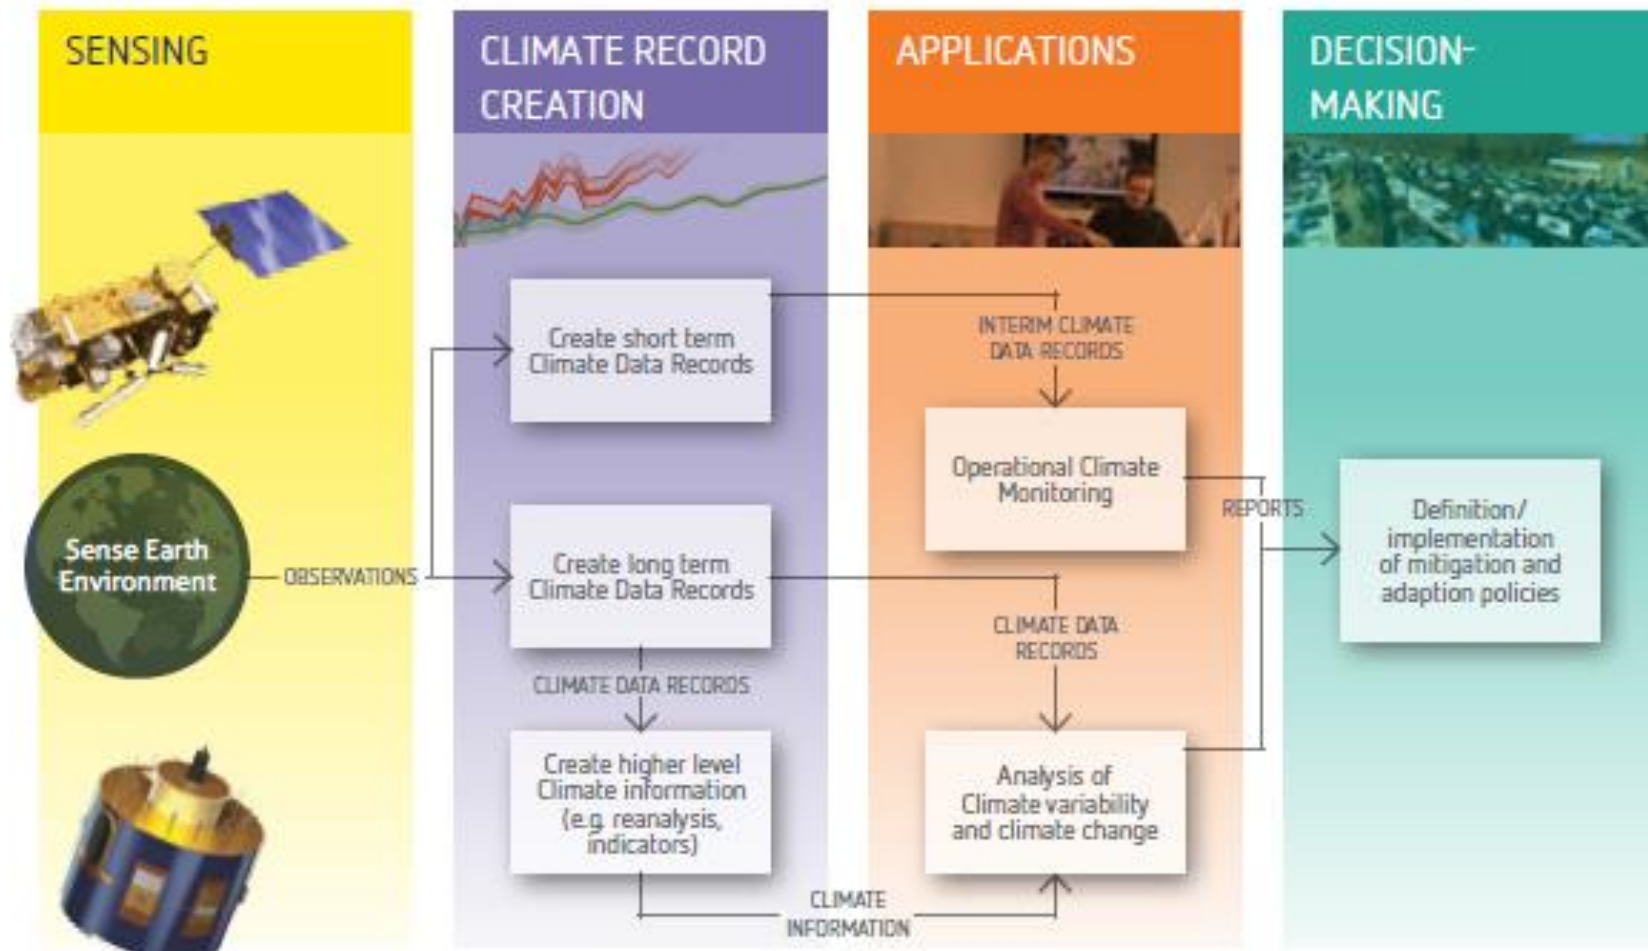 SENSING
CLIMATE RECORD
CREATION
APPLICATIONS
DECISION-
MAKING
Create short term
Climate Data Records
INTERIM CLIMATE
DATA RECORDS
Operational Climate
Monitoring
REPORTS
Definition/
implementation
of mitigation and
adaption policies
Sense Earth
Environment
OBSERVATIONS
Create long term
Climate Data Records
CLIMATE DATA
RECORDS
CLIMATE DATA RECORDS
Create higher level
Climate information
(e.g. reanalysis,
indicators)
Analysis of
Climate variability
and climate change
CLIMATE
INFORMATION